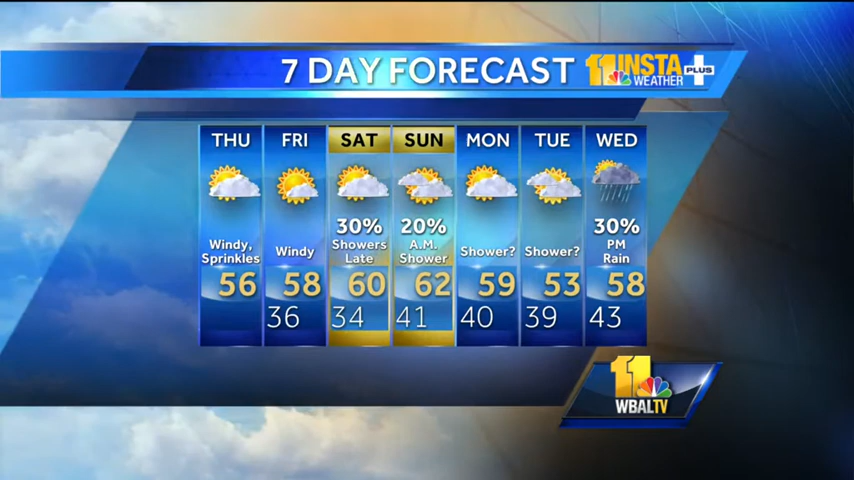 7 DAY FORECAST
11 INSTA
WEATHER
PLUS
THU FRI SAT SUN MON TUE WED
30% 20% 30%
Windy, Sprinkles
Windy
Showers Late
A.M. Shower
Shower?
Shower?
PM Rain
56 58 60 62 59 53 58
36 34 41 40 39 43
11
WBALTV